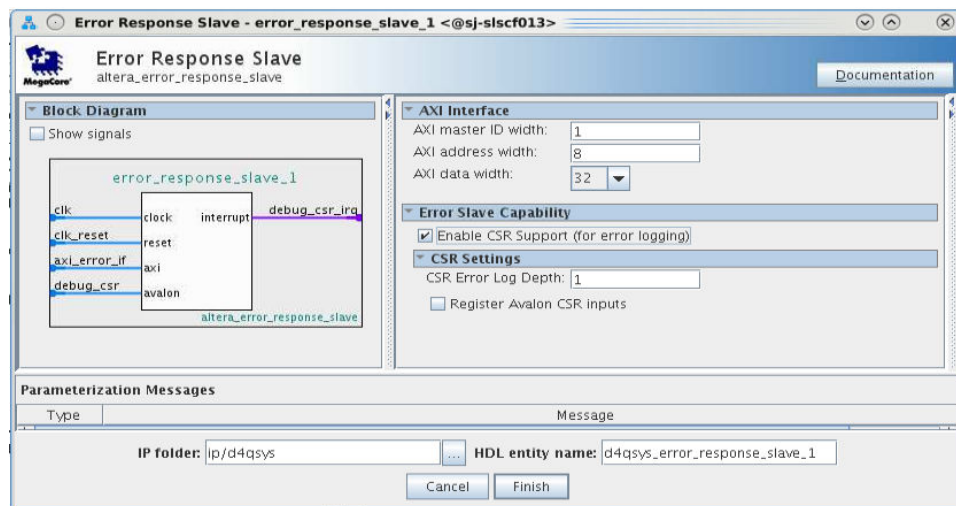 Error Response Slave - error_response_slave_1 <@sj-slscf013>
MegaCore®
Error Response Slave
altera_error_response_slave
Documentation
Block Diagram
Show signals
error_response_slave_1
clk
clock
interrupt
debug_csr_irq
clk_reset
reset
axi_error_if
axi
debug_csr
avalon
altera_error_response_slave
AXI Interface
AXI master ID width: 1
AXI address width: 8
AXI data width: 32
Error Slave Capability
Enable CSR Support (for error logging)
CSR Settings
CSR Error Log Depth: 1
Register Avalon CSR inputs
Parameterization Messages
Type Message
IP folder: ip/d4qsys ... HDL entity name: d4qsys_error_response_slave_1
Cancel Finish